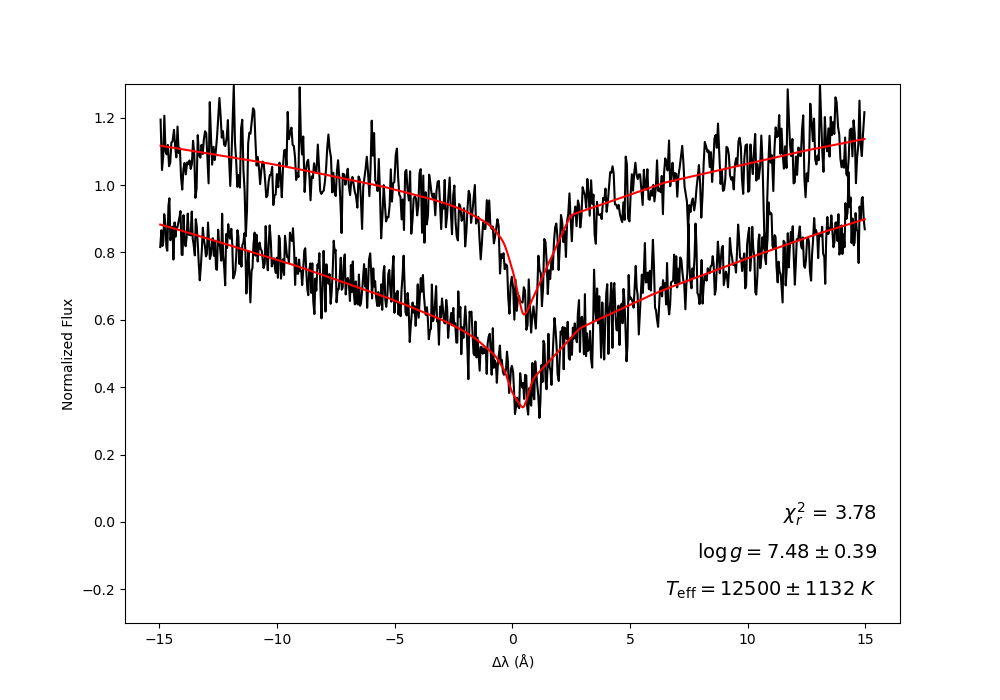 1.2
1.0
0.8
0.6
0.4
0.2
0.0
−0.2
Normalized Flux
χ²ᵣ = 3.78
log g = 7.48 ± 0.39
T_eff = 12500 ± 1132 K
−15 −10 −5 0 5 10 15
Δλ (Å)